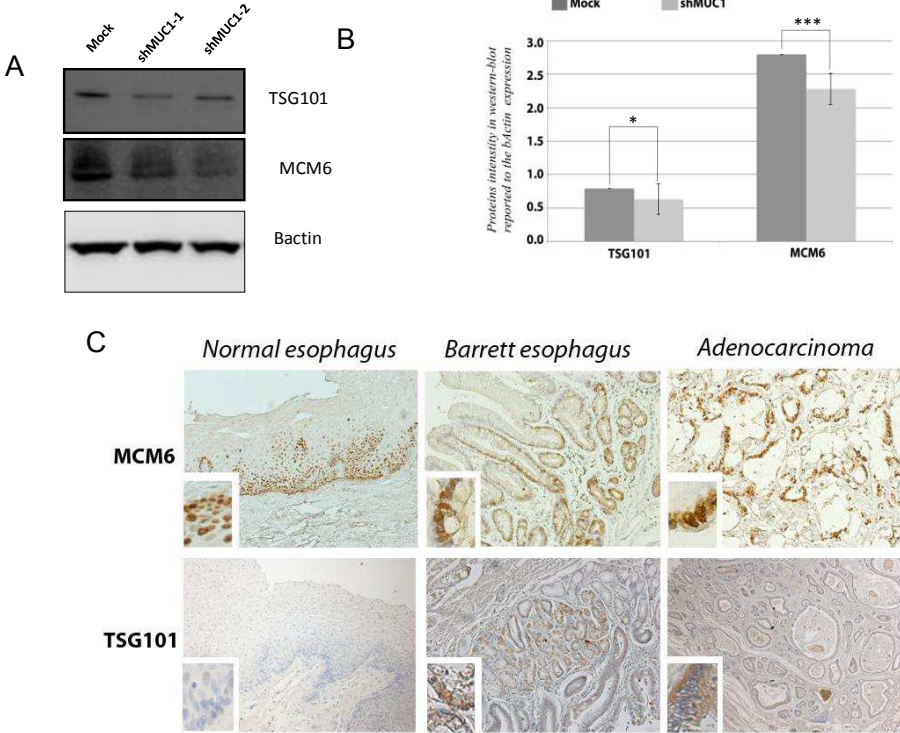 A
Mock
shMUC1-1
shMUC1-2
TSG101
MCM6
Bactin
B
Mock
shMUC1
Proteins intenstity in western-blot
reported to the bActin expression
3.0
2.5
2.0
1.5
1.0
0.5
0.0
*
***
TSG101
MCM6
C
Normal esophagus
Barrett esophagus
Adenocarcinoma
MCM6
TSG101